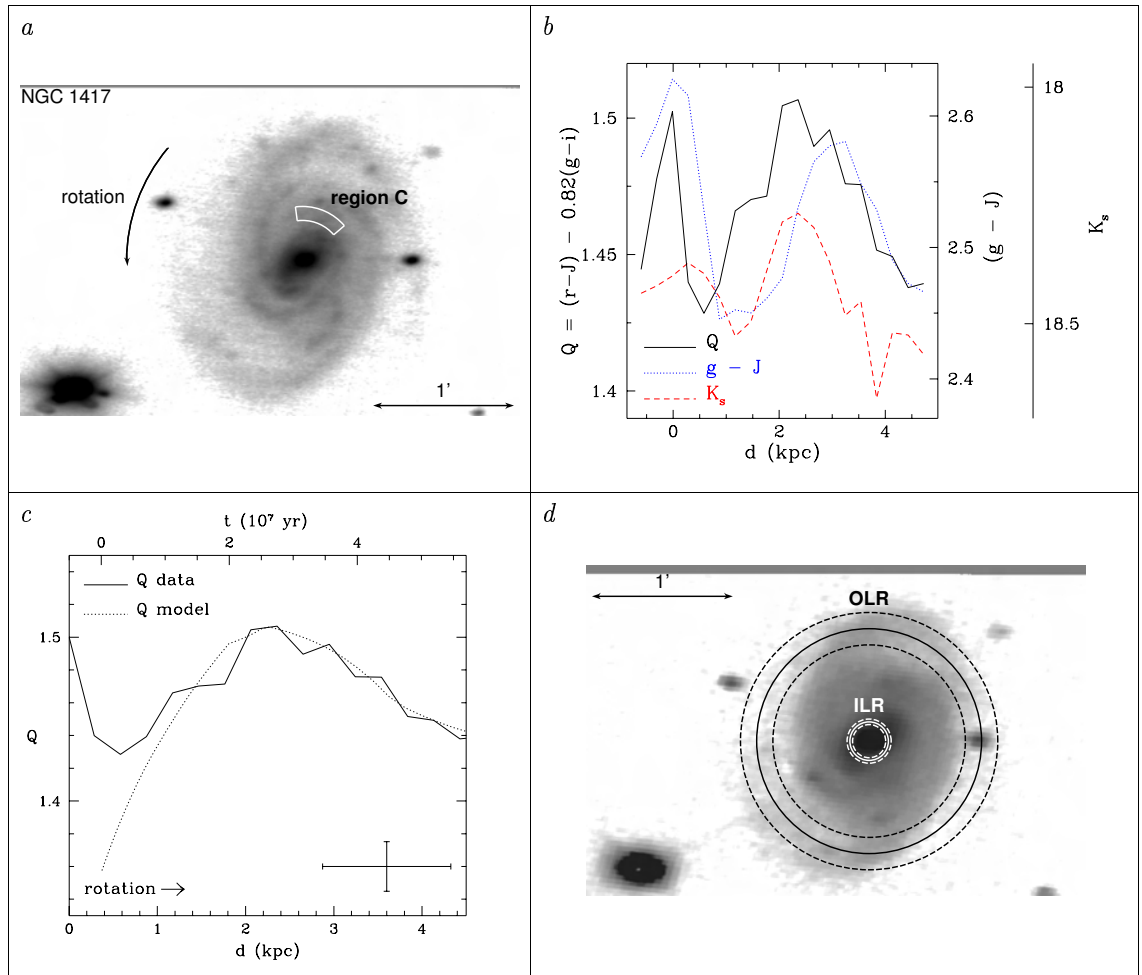 a
NGC 1417
rotation
region C
1'
b
Q = (r-J) - 0.82(g-i)
1.5
1.45
1.4
Q
g - J
K_s
0 2 4
d (kpc)
2.6
2.5
2.4
(g - J)
18
18.5
K_s
c
t (10⁷ yr)
0 2 4
Q data
Q model
1.5
Q
1.4
rotation →
0 1 2 3 4
d (kpc)
d
1'
OLR
ILR